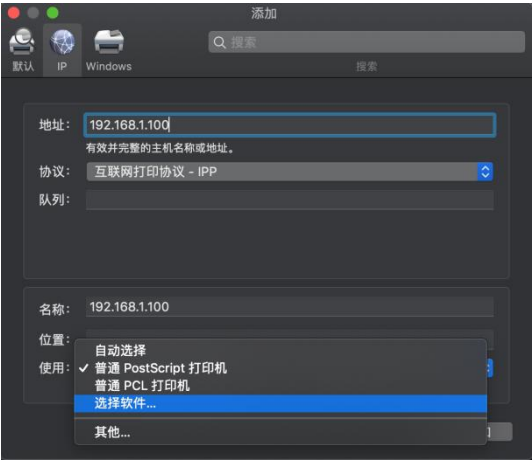 添加
搜索
默认 IP Windows 搜索
地址： 192.168.1.100
有效并完整的主机名称或地址。
协议： 互联网打印协议 - IPP
队列：
名称： 192.168.1.100
位置：
自动选择
使用： ✓ 普通 PostScript 打印机
普通 PCL 打印机
选择软件...
其他...